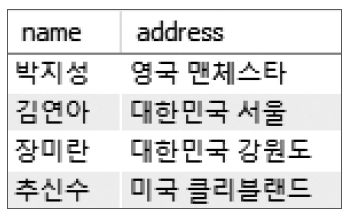 name address
박지성 영국 맨체스타
김연아 대한민국 서울
장미란 대한민국 강원도
추신수 미국 클리블랜드